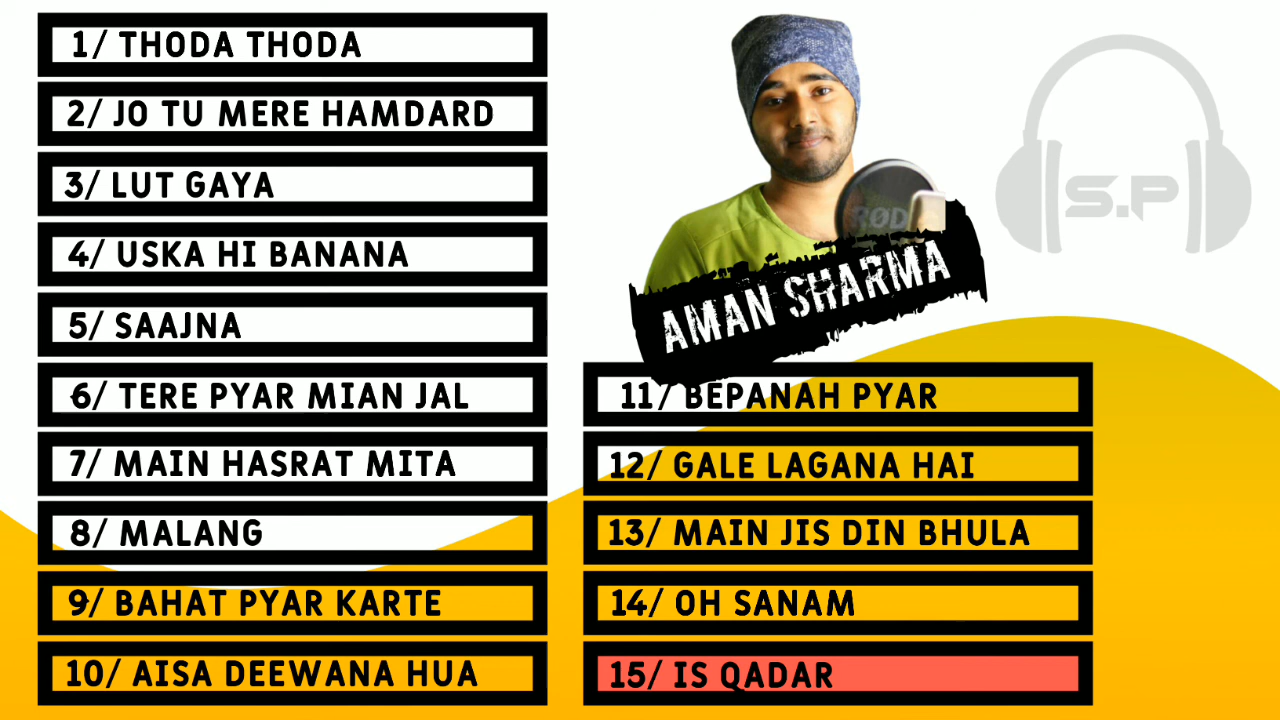 1/ THODA THODA
2/ JO TU MERE HAMDARD
3/ LUT GAYA
4/ USKA HI BANANA
5/ SAAJNA
6/ TERE PYAR MIAN JAL
7/ MAIN HASRAT MITA
8/ MALANG
9/ BAHAT PYAR KARTE
10/ AISA DEEWANA HUA
S.P
RØDE
AMAN SHARMA
11/ BEPANAH PYAR
12/ GALE LAGANA HAI
13/ MAIN JIS DIN BHULA
14/ OH SANAM
15/ IS QADAR